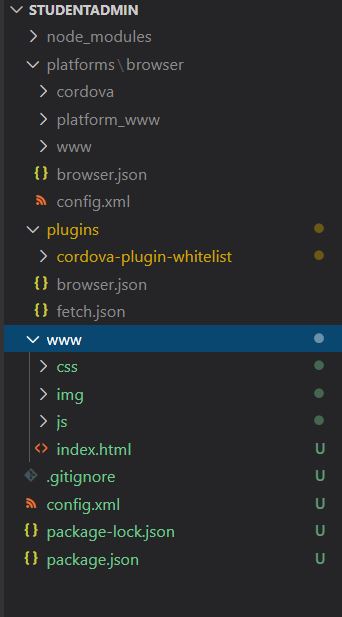 STUDENTADMIN
node_modules
platforms\browser
cordova
platform_www
www
browser.json
config.xml
plugins
cordova-plugin-whitelist
browser.json
fetch.json
www
css
img
js
index.html U
.gitignore U
config.xml U
package-lock.json U
package.json U